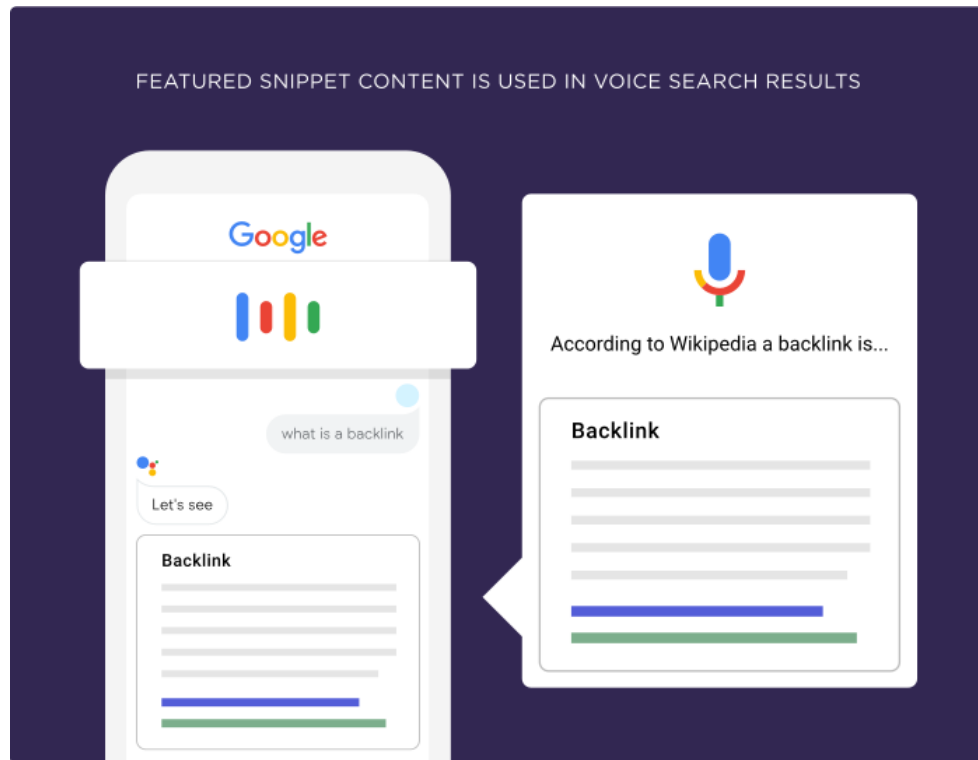 FEATURED SNIPPET CONTENT IS USED IN VOICE SEARCH RESULTS
Google
what is a backlink
Let's see
Backlink
According to Wikipedia a backlink is...
Backlink